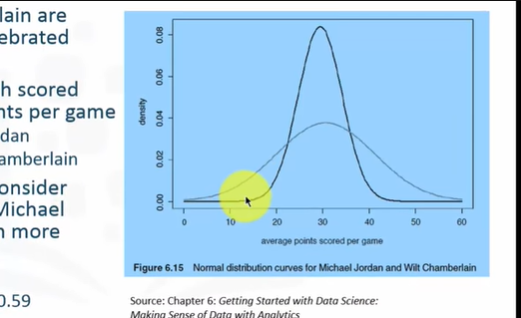 lain are
ebrated
h scored
nts per game
rdan
amberlain
onsider
Michael
n more
0.59
density
0.00
0.02
0.04
0.06
0.08
0
10
20
30
40
50
60
average points scored per game
Figure 6.15 Normal distribution curves for Michael Jordan and Wilt Chamberlain
Source: Chapter 6: Getting Started with Data Science:
Making Sense of Data with Analytics